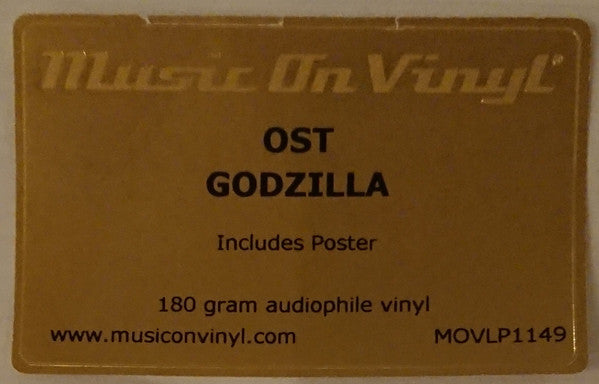 Music On Vinyl®
OST
GODZILLA
Includes Poster
180 gram audiophile vinyl
www.musiconvinyl.com MOVLP1149